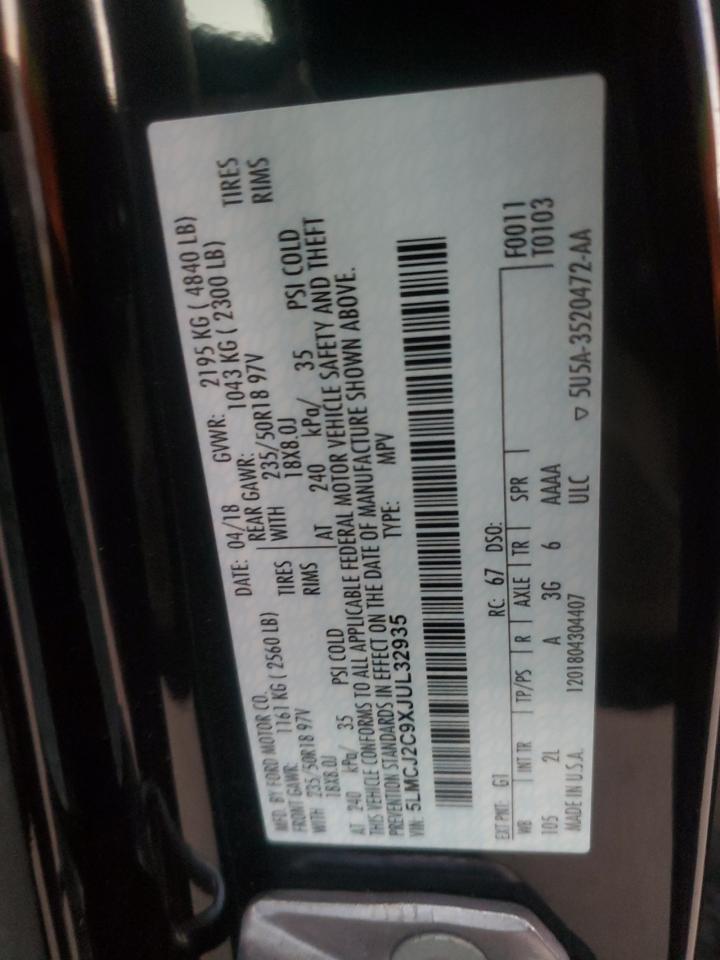 MFD. BY FORD MOTOR CO.
DATE: 04/18 GVWR: 2195 KG ( 4840 LB)
FRONT GAWR: 1161 KG ( 2560 LB) REAR GAWR: 1043 KG ( 2300 LB)
WITH 235/50R18 97V TIRES WITH 235/50R18 97V TIRES
18X8.0J RIMS 18X8.0J RIMS
AT 240 kPa/ 35 PSI COLD AT 240 kPa/ 35 PSI COLD
THIS VEHICLE CONFORMS TO ALL APPLICABLE FEDERAL MOTOR VEHICLE SAFETY AND THEFT
PREVENTION STANDARDS IN EFFECT ON THE DATE OF MANUFACTURE SHOWN ABOVE.
VIN: 5LMCJ2C9XJUL32935 TYPE: MPV
EXT PNT: G1 RC: 67 DSO:
WB INT TR TP/PS R AXLE TR SPR F0011
105 2L A 3G 6 AAAA T0103
MADE IN U.S.A. 1201804304407 ULC
▽ 5U5A-3520472-AA